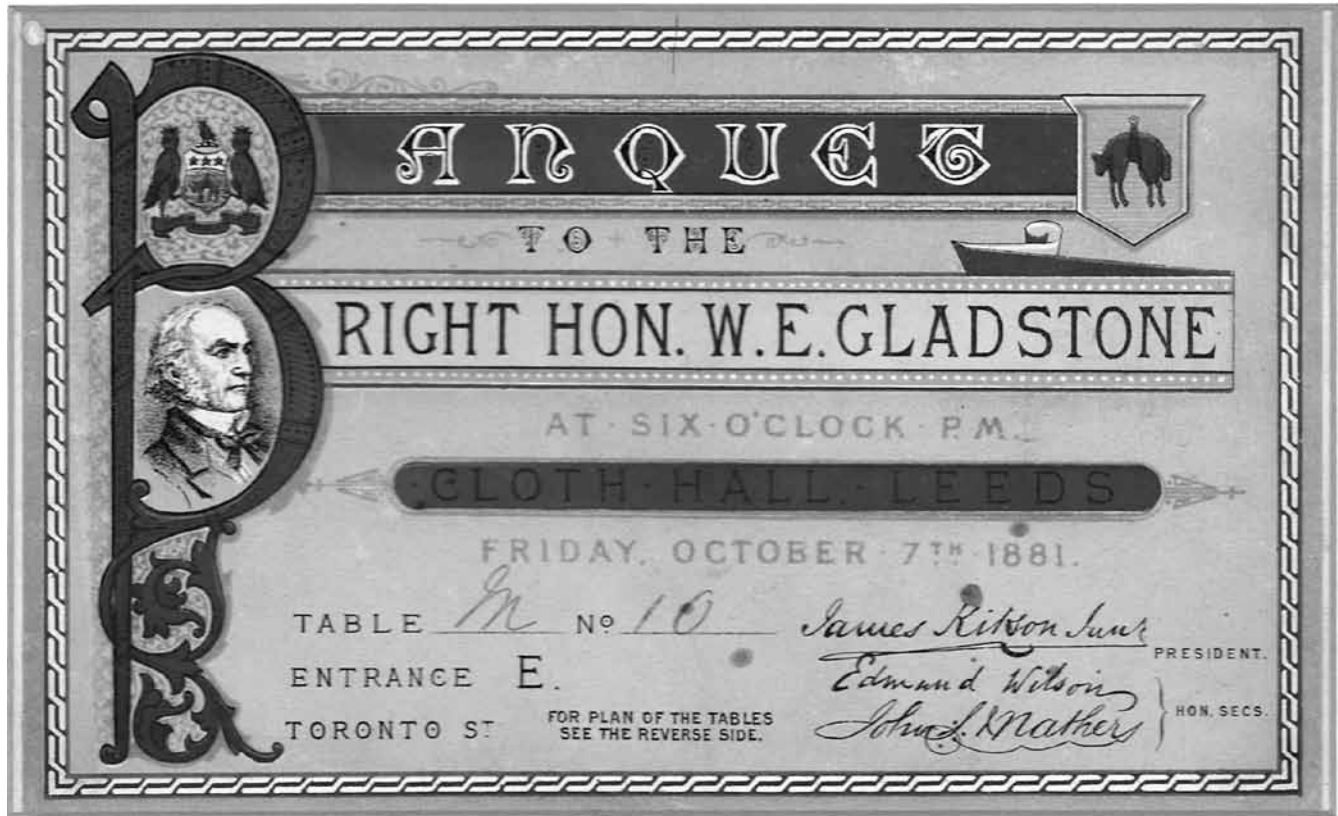 BANQUET
TO THE
RIGHT HON. W.E. GLADSTONE
AT · SIX · O'CLOCK · P.M.
CLOTH · HALL, · LEEDS
FRIDAY, OCTOBER · 7TH · 1881.
TABLE M No 10
ENTRANCE E.
TORONTO ST
FOR PLAN OF THE TABLES
SEE THE REVERSE SIDE.
James Kitson Junr
PRESIDENT.
Edmund Wilson
John S. Mathers
HON. SECS.